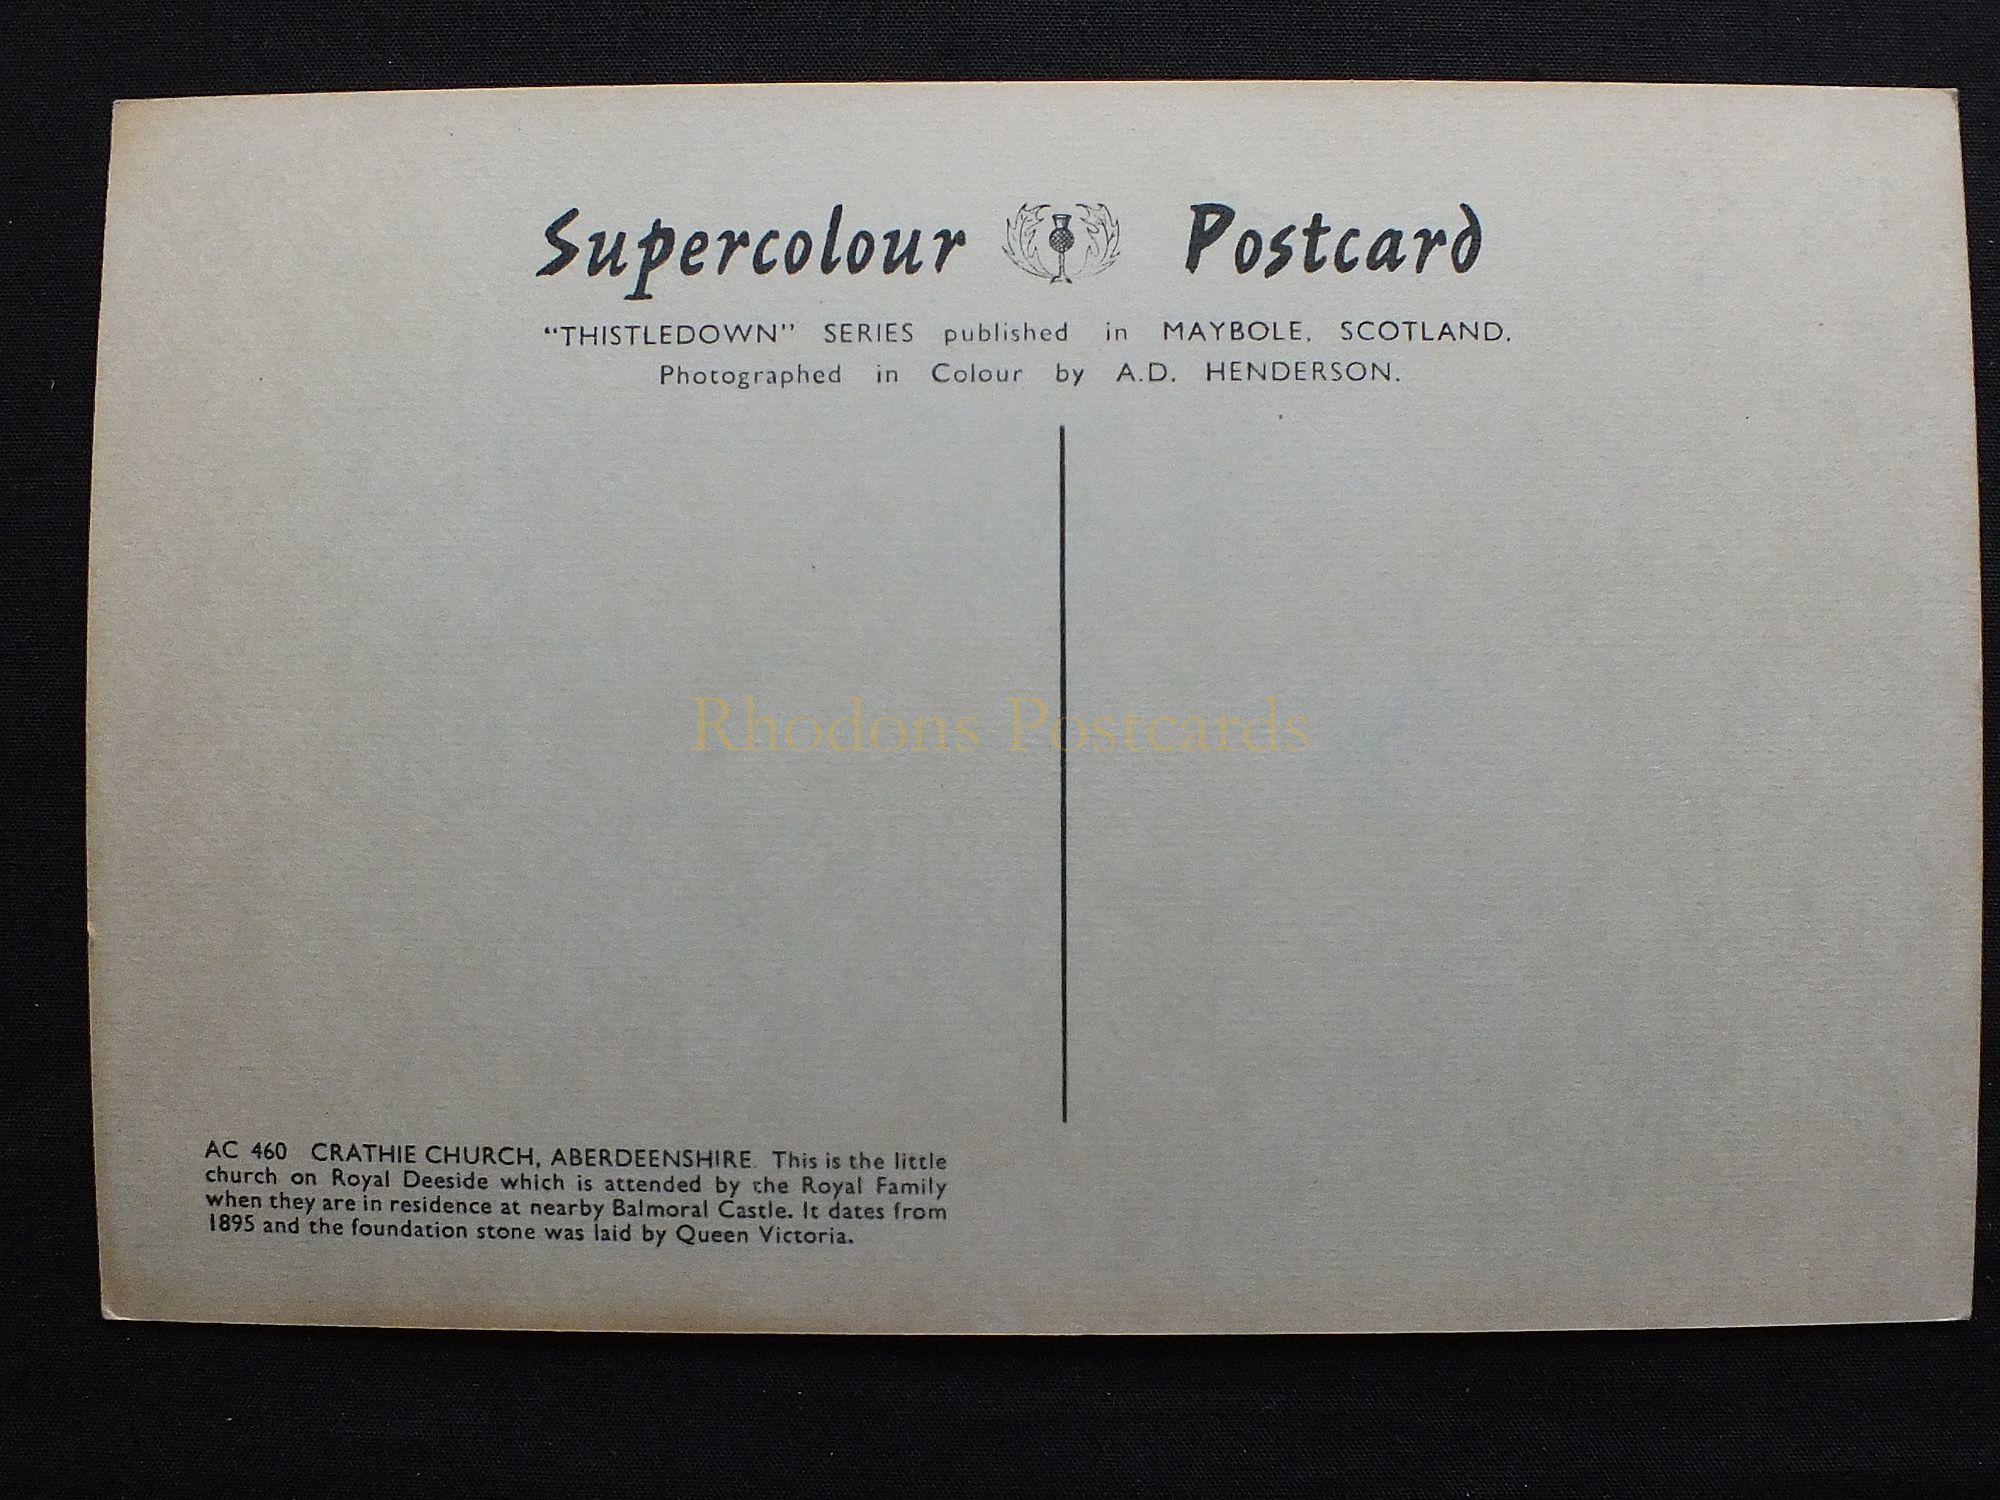 Supercolour Postcard
"THISTLEDOWN" SERIES published in MAYBOLE, SCOTLAND.
Photographed in Colour by A.D. HENDERSON.
Rhodons Postcards
AC 460 CRATHIE CHURCH, ABERDEENSHIRE. This is the little
church on Royal Deeside which is attended by the Royal Family
when they are in residence at nearby Balmoral Castle. It dates from
1895 and the foundation stone was laid by Queen Victoria.